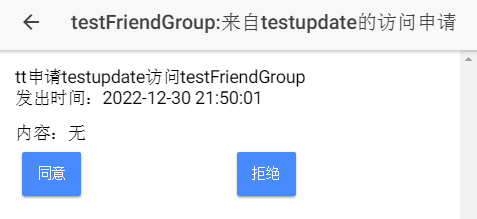 testFriendGroup:来自testupdate的访问申请
tt申请testupdate访问testFriendGroup
发出时间：2022-12-30 21:50:01
内容：无
同意
拒绝